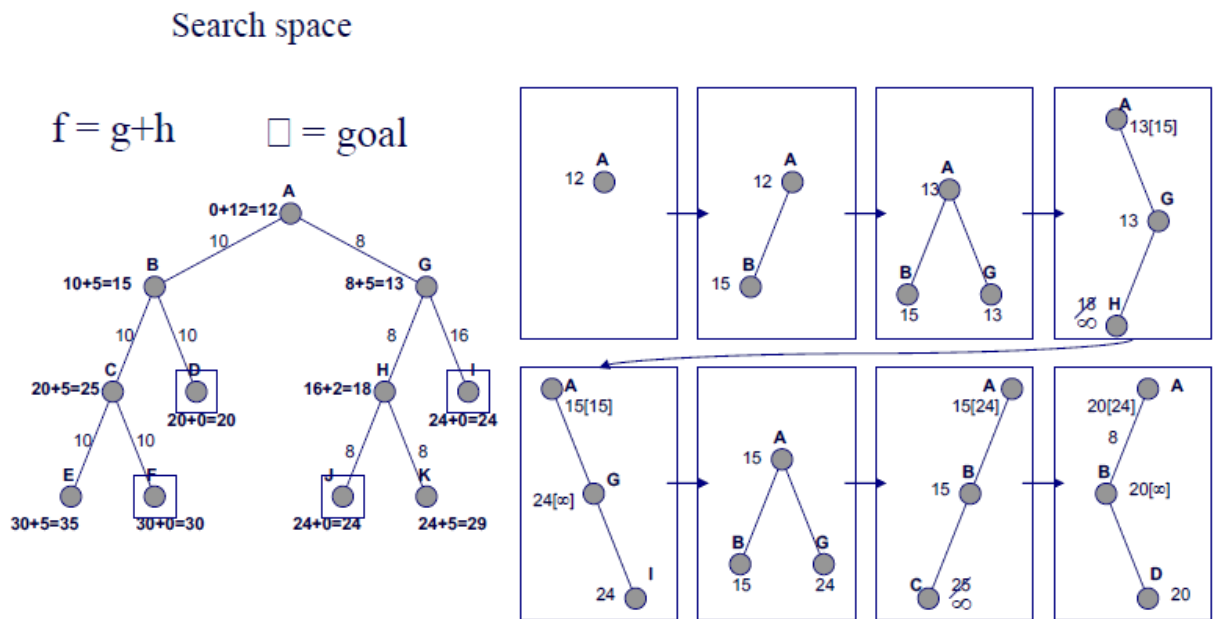 Search space
f = g+h □ = goal
A
0+12=12
10 8
B G
10+5=15 8+5=13
10 10 8 16
C D H I
20+5=25 16+2=18
20+0=20 24+0=24
10 10 8 8
E F J K
30+5=35 30+0=30 24+0=24 24+5=29
A
12
A
12
B
15
A
13
B G
15 13
A
13[15]
G
13
18
∞
H
A
15[15]
G
24[∞]
I
24
A
15
B G
15 24
A
15[24]
B
15
C 25
∞
A
20[24]
8
B
20[∞]
D
20